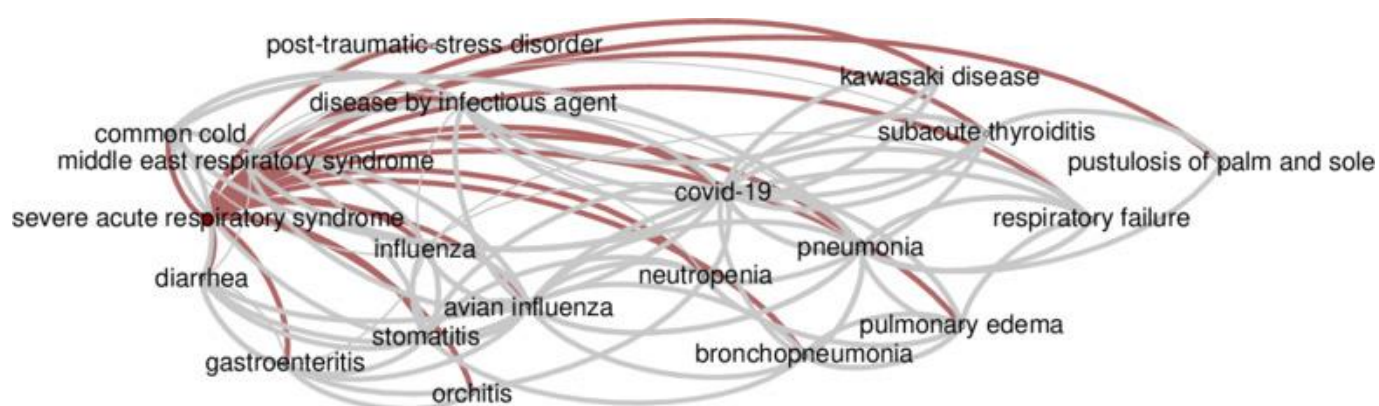 post-traumatic stress disorder
kawasaki disease
disease by infectious agent
common cold
subacute thyroiditis
middle east respiratory syndrome
pustulosis of palm and sole
covid-19
severe acute respiratory syndrome
respiratory failure
influenza
pneumonia
diarrhea
neutropenia
avian influenza
pulmonary edema
stomatitis
bronchopneumonia
gastroenteritis
orchitis